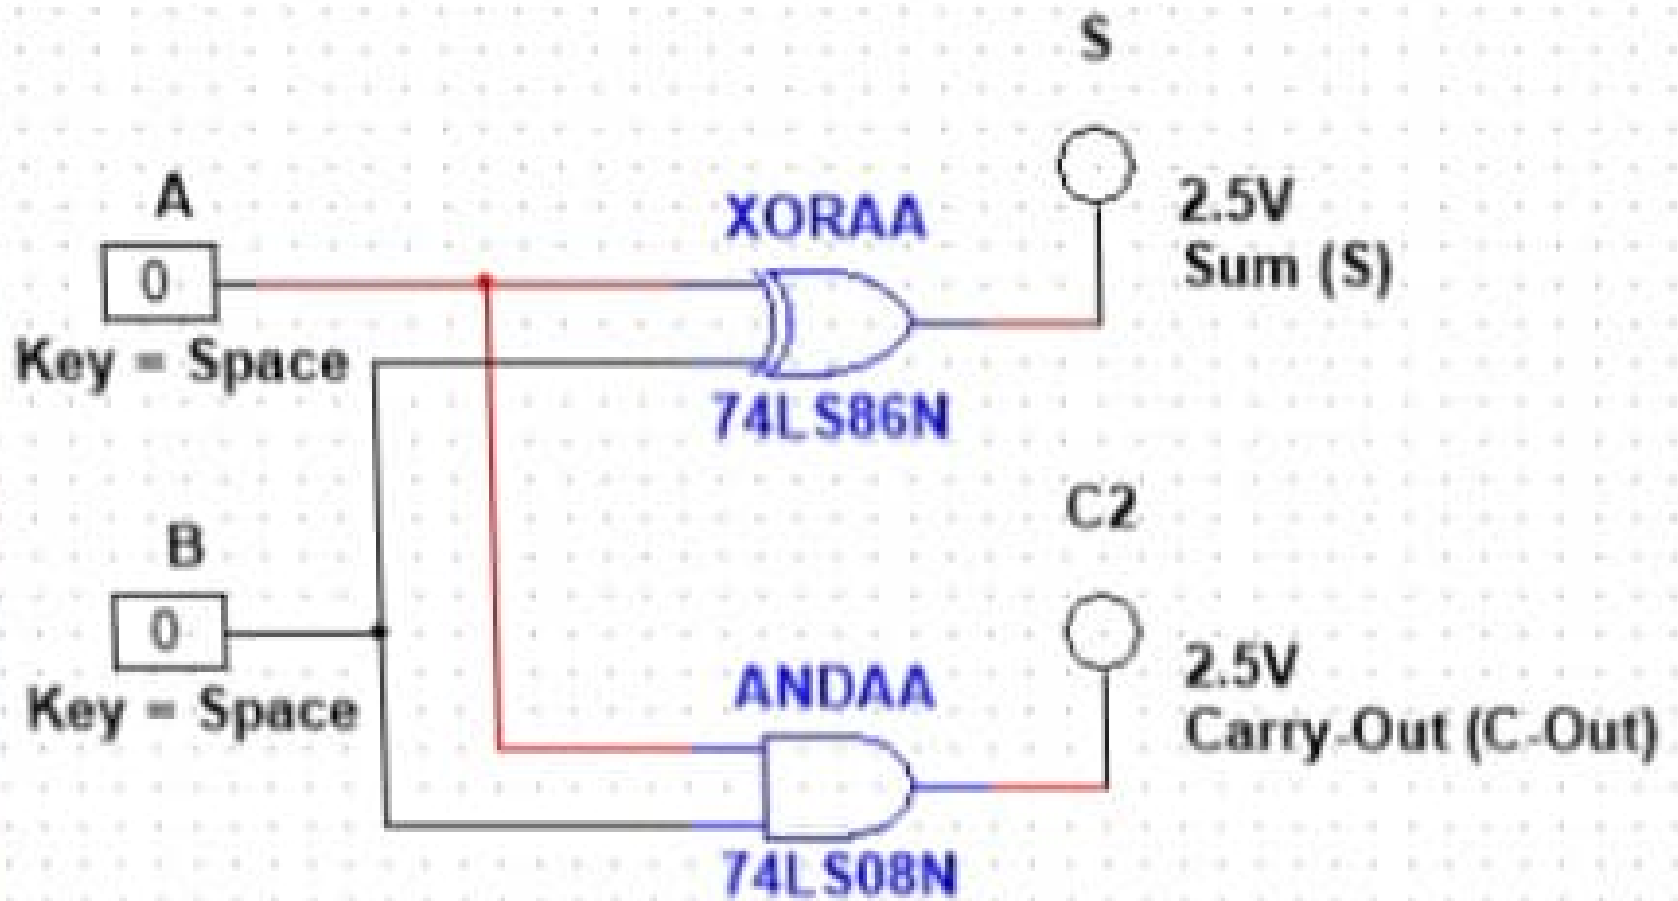 S
A
0
Key = Space
XORAA
2.5V
Sum (S)
74LS86N
B
0
Key = Space
C2
ANDAA
2.5V
Carry-Out (C-Out)
74LS08N